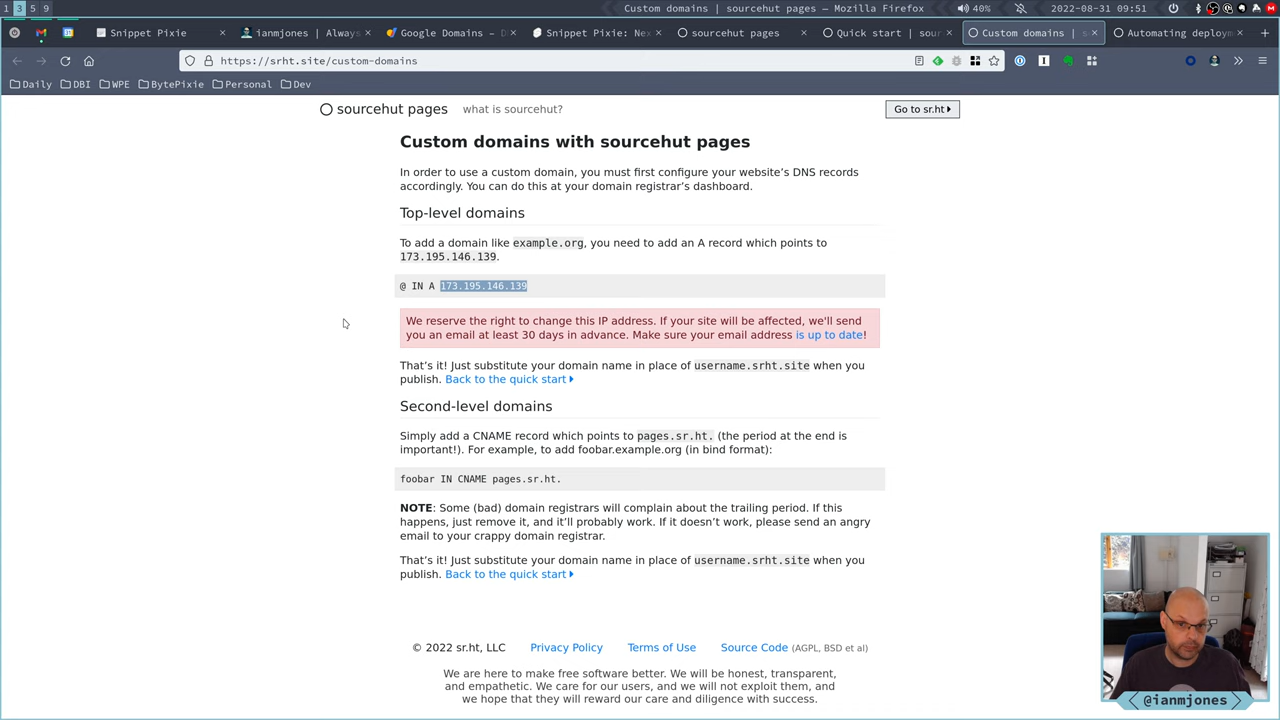 1 3 5 9
Custom domains | sourcehut pages — Mozilla Firefox
40%
2022-08-31 09:51
Snippet Pixie
ianmjones | Always
Google Domains – D
Snippet Pixie: Nex
sourcehut pages
Quick start | sour
Custom domains | s
Automating deploym
https://srht.site/custom-domains
Daily
DBI
WPE
BytePixie
Personal
Dev
sourcehut pages
what is sourcehut?
Go to sr.ht
Custom domains with sourcehut pages
In order to use a custom domain, you must first configure your website's DNS records
accordingly. You can do this at your domain registrar's dashboard.
Top-level domains
To add a domain like example.org, you need to add an A record which points to
173.195.146.139.
@ IN A 173.195.146.139
We reserve the right to change this IP address. If your site will be affected, we'll send
you an email at least 30 days in advance. Make sure your email address is up to date!
That's it! Just substitute your domain name in place of username.srht.site when you
publish. Back to the quick start
Second-level domains
Simply add a CNAME record which points to pages.sr.ht. (the period at the end is
important!). For example, to add foobar.example.org (in bind format):
foobar IN CNAME pages.sr.ht.
NOTE: Some (bad) domain registrars will complain about the trailing period. If this
happens, just remove it, and it'll probably work. If it doesn't work, please send an angry
email to your crappy domain registrar.
That's it! Just substitute your domain name in place of username.srht.site when you
publish. Back to the quick start
© 2022 sr.ht, LLC
Privacy Policy
Terms of Use
Source Code (AGPL, BSD et al)
We are here to make free software better. We will be honest, transparent,
and empathetic. We care for our users, and we will not exploit them, and
we hope that they will reward our care and diligence with success.
@ianmjones